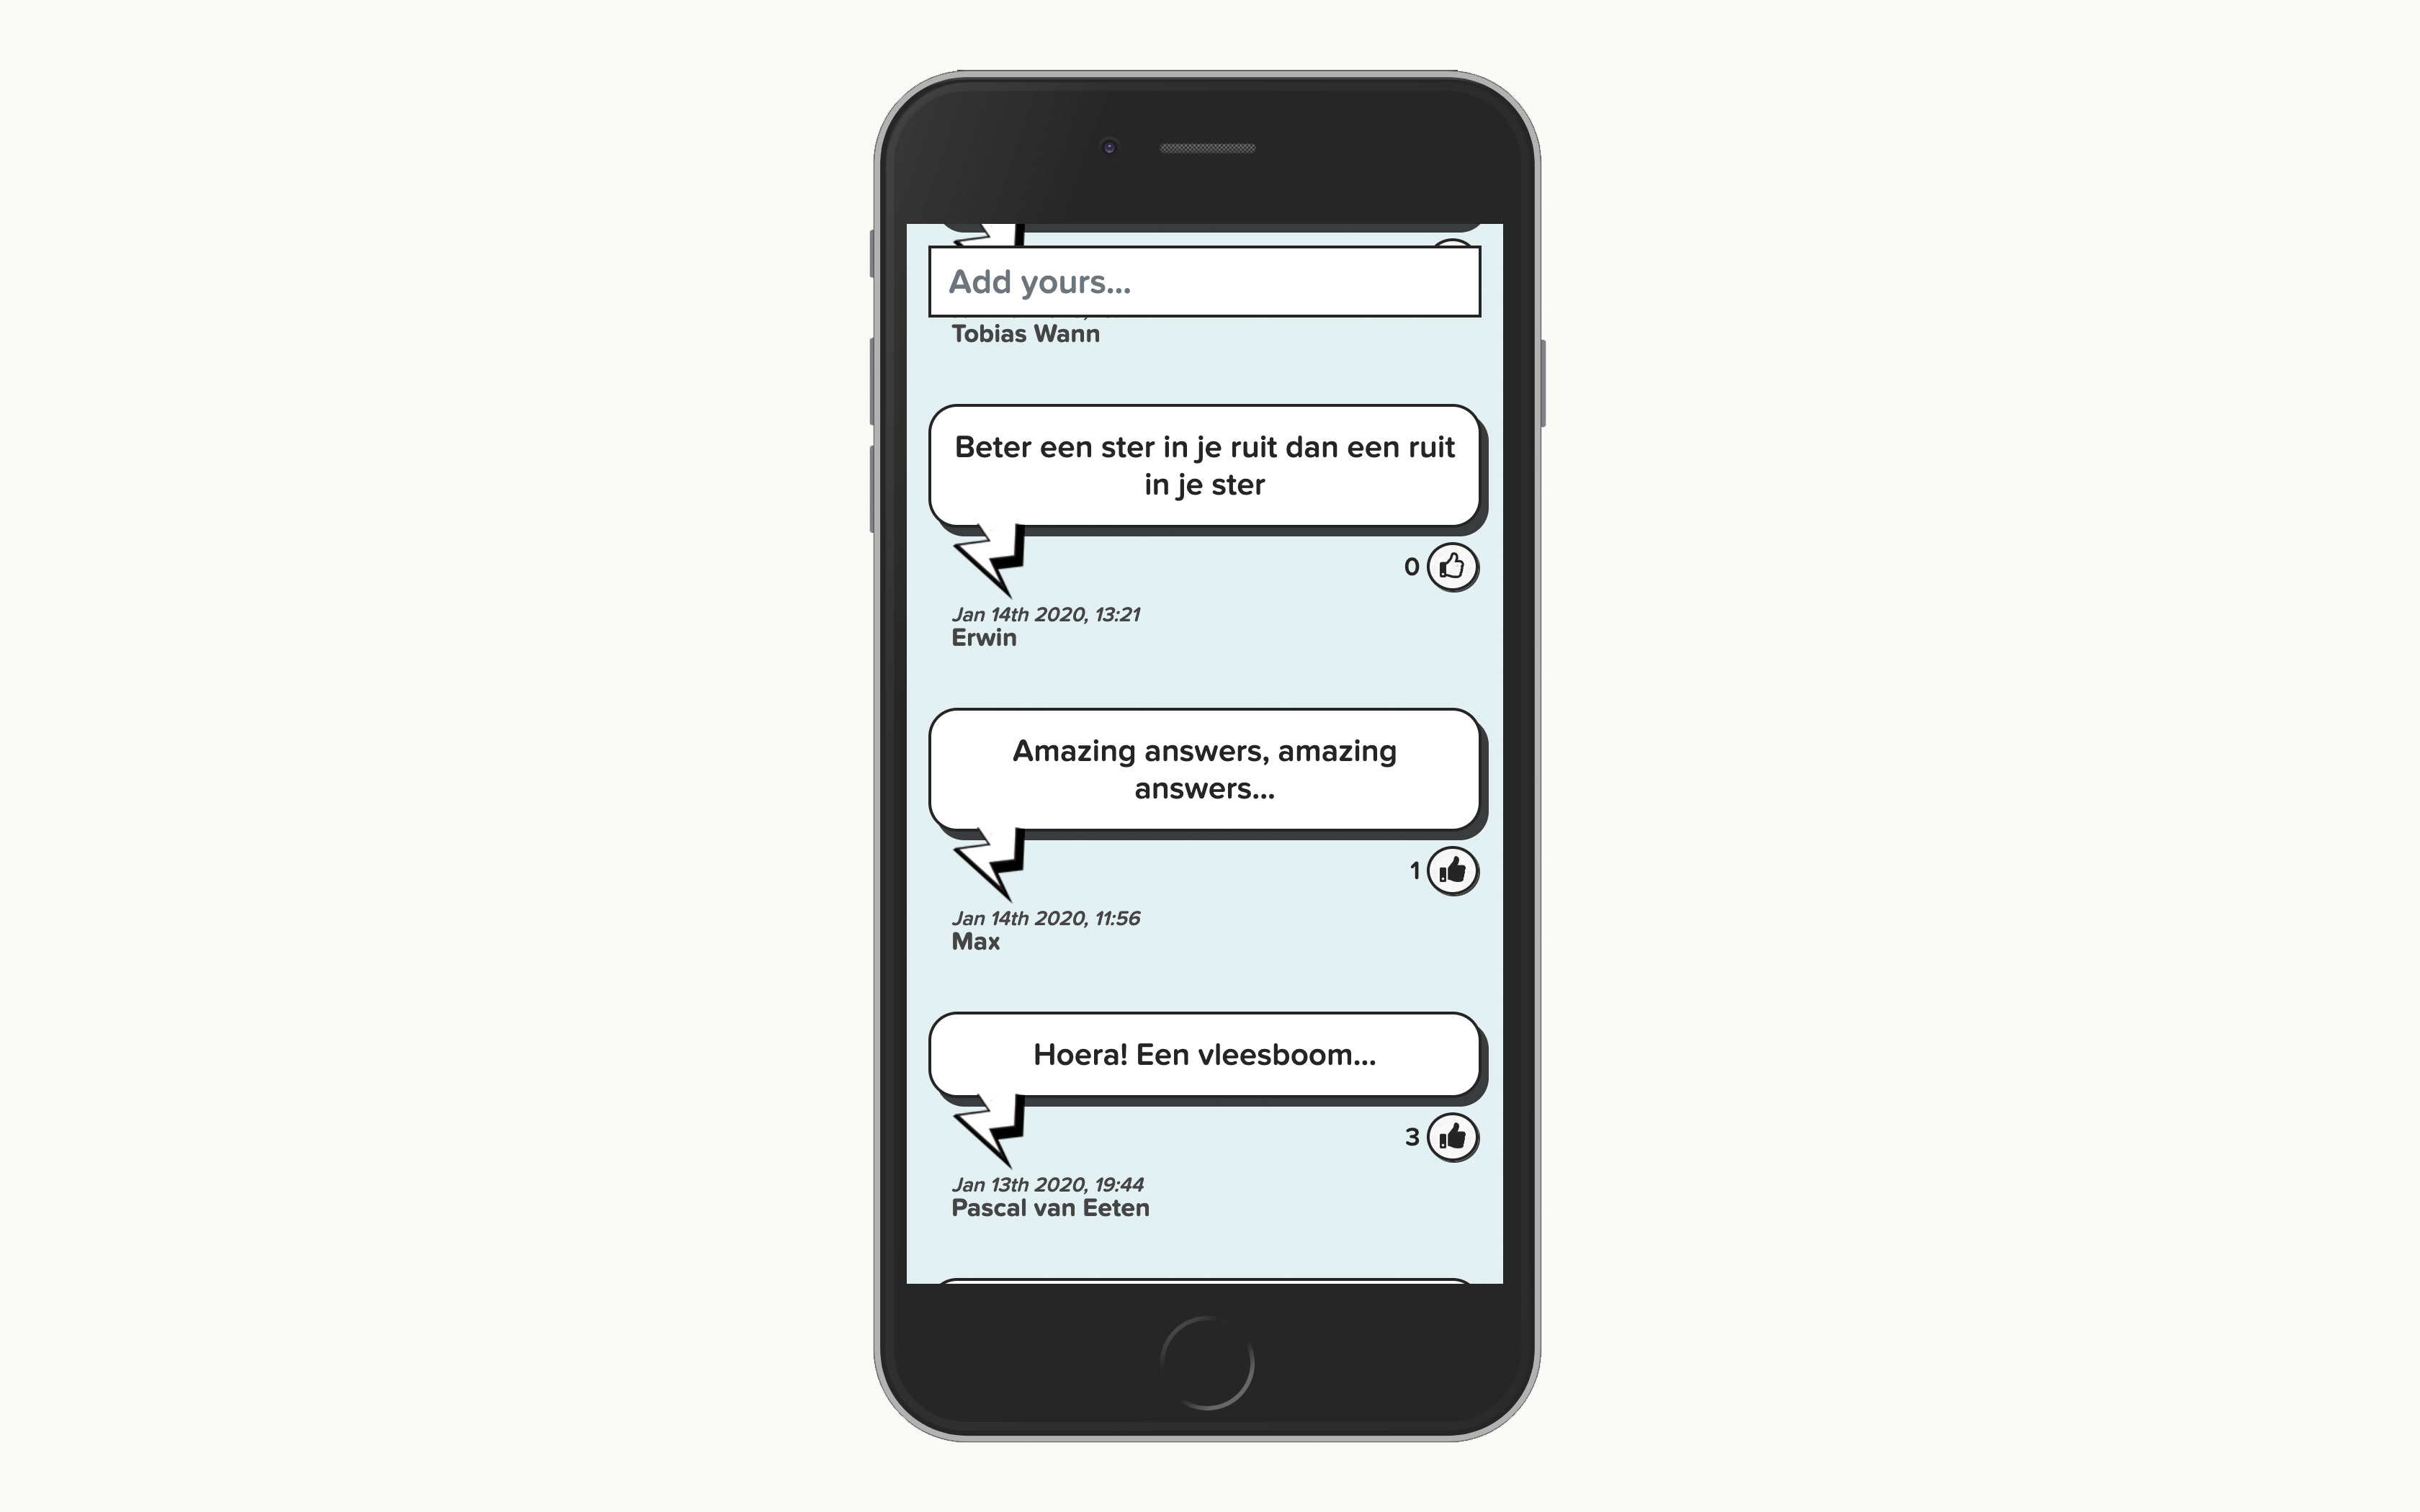 Add yours...
Tobias Wann
Beter een ster in je ruit dan een ruit
in je ster
0
Jan 14th 2020, 13:21
Erwin
Amazing answers, amazing
answers...
1
Jan 14th 2020, 11:56
Max
Hoera! Een vleesboom...
3
Jan 13th 2020, 19:44
Pascal van Eeten